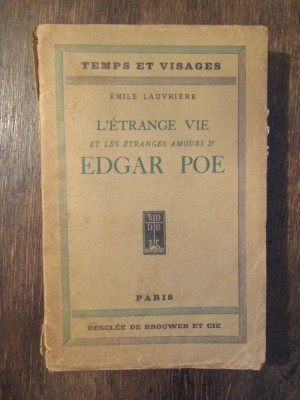 TEMPS ET VISAGES
EMILE LAUVRIÈRE
L'ÉTRANGE VIE
ET LES ÉTRANGES AMOURS D'
EDGAR POE
PARIS
DESCLÉE DE BROUWER ET CIE